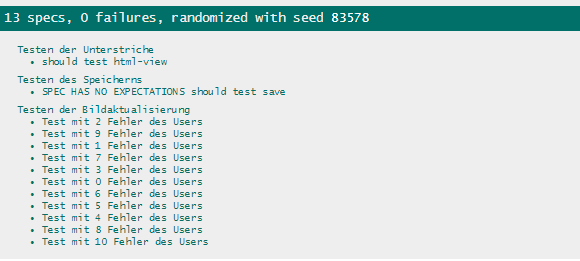 13 specs, 0 failures, randomized with seed 83578
Testen der Unterstriche
• should test html-view
Testen des Speicherns
• SPEC HAS NO EXPECTATIONS should test save
Testen der Bildaktualisierung
• Test mit 2 Fehler des Users
• Test mit 9 Fehler des Users
• Test mit 1 Fehler des Users
• Test mit 7 Fehler des Users
• Test mit 3 Fehler des Users
• Test mit 0 Fehler des Users
• Test mit 6 Fehler des Users
• Test mit 5 Fehler des Users
• Test mit 4 Fehler des Users
• Test mit 8 Fehler des Users
• Test mit 10 Fehler des Users